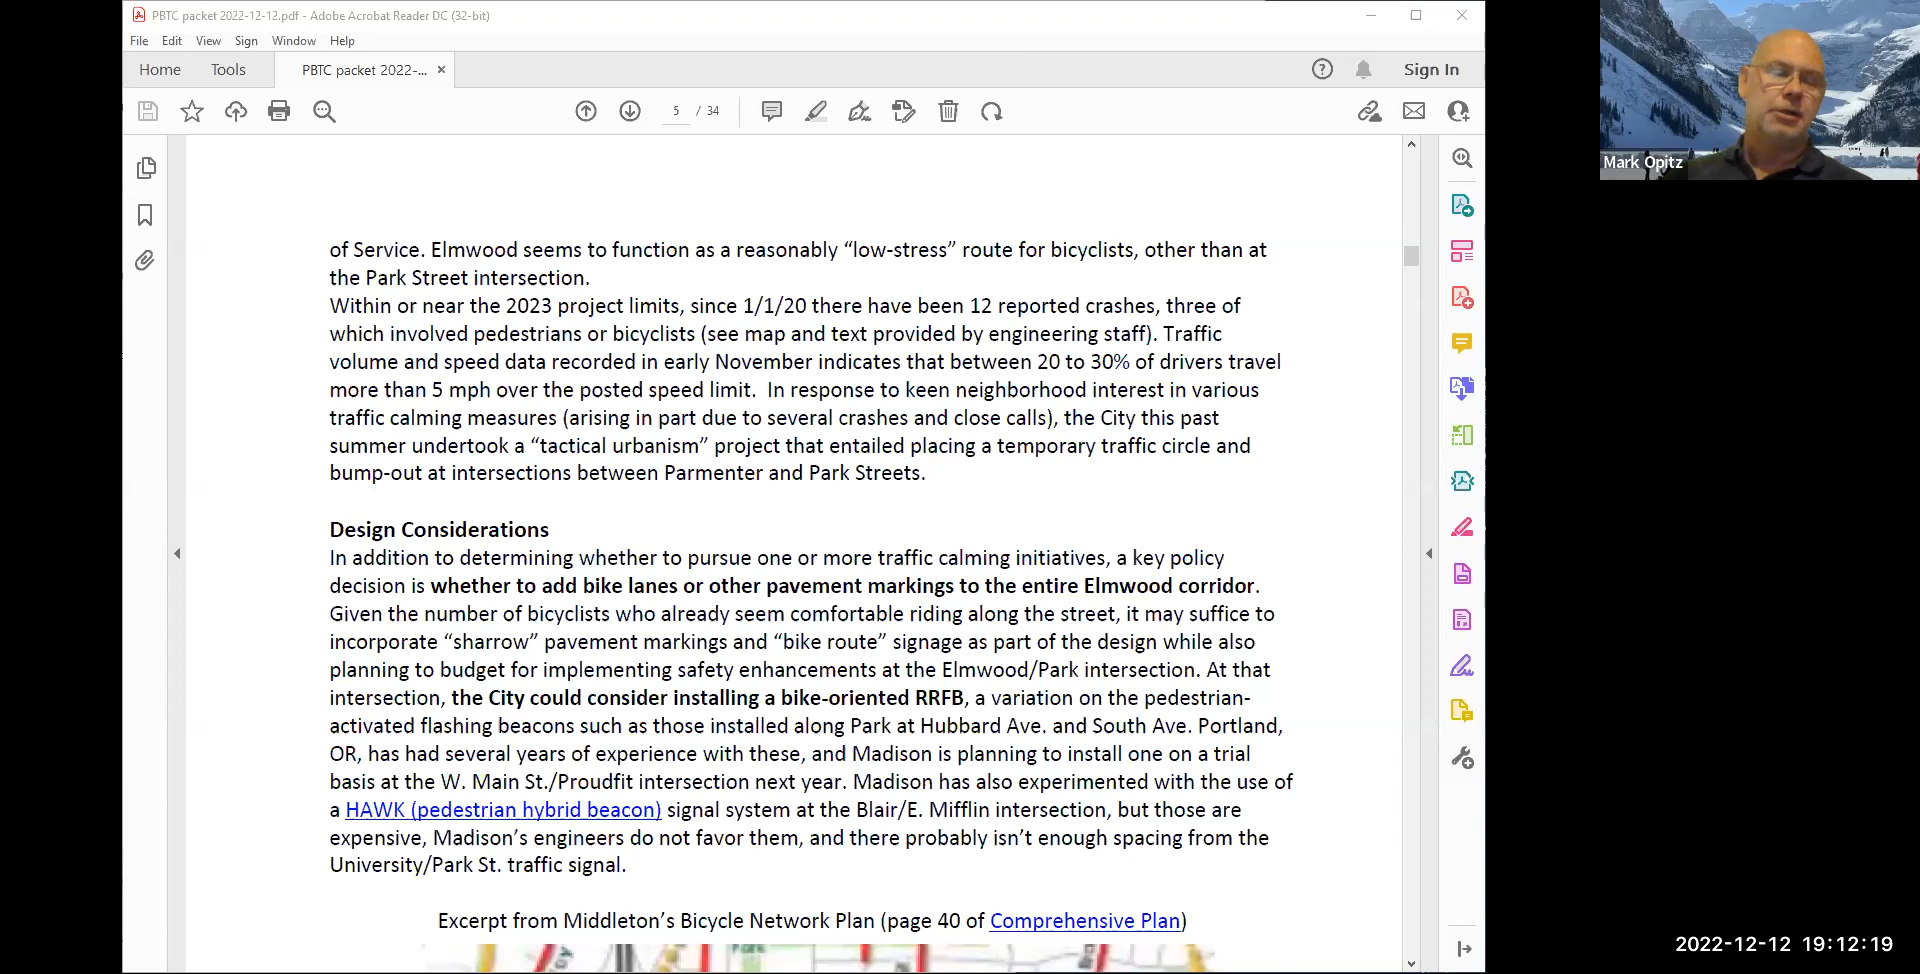 PBTC packet 2022-12-12.pdf - Adobe Acrobat Reader DC (32-bit)
File Edit View Sign Window Help
Home Tools PBTC packet 2022-... × Sign In
5 / 34
Mark Opitz
of Service. Elmwood seems to function as a reasonably “low-stress” route for bicyclists, other than at
the Park Street intersection.
Within or near the 2023 project limits, since 1/1/20 there have been 12 reported crashes, three of
which involved pedestrians or bicyclists (see map and text provided by engineering staff). Traffic
volume and speed data recorded in early November indicates that between 20 to 30% of drivers travel
more than 5 mph over the posted speed limit.  In response to keen neighborhood interest in various
traffic calming measures (arising in part due to several crashes and close calls), the City this past
summer undertook a “tactical urbanism” project that entailed placing a temporary traffic circle and
bump-out at intersections between Parmenter and Park Streets.
Design Considerations
In addition to determining whether to pursue one or more traffic calming initiatives, a key policy
decision is whether to add bike lanes or other pavement markings to the entire Elmwood corridor.
Given the number of bicyclists who already seem comfortable riding along the street, it may suffice to
incorporate “sharrow” pavement markings and “bike route” signage as part of the design while also
planning to budget for implementing safety enhancements at the Elmwood/Park intersection. At that
intersection, the City could consider installing a bike-oriented RRFB, a variation on the pedestrian-
activated flashing beacons such as those installed along Park at Hubbard Ave. and South Ave. Portland,
OR, has had several years of experience with these, and Madison is planning to install one on a trial
basis at the W. Main St./Proudfit intersection next year. Madison has also experimented with the use of
a HAWK (pedestrian hybrid beacon) signal system at the Blair/E. Mifflin intersection, but those are
expensive, Madison’s engineers do not favor them, and there probably isn’t enough spacing from the
University/Park St. traffic signal.
Excerpt from Middleton’s Bicycle Network Plan (page 40 of Comprehensive Plan)
2022-12-12 19:12:19